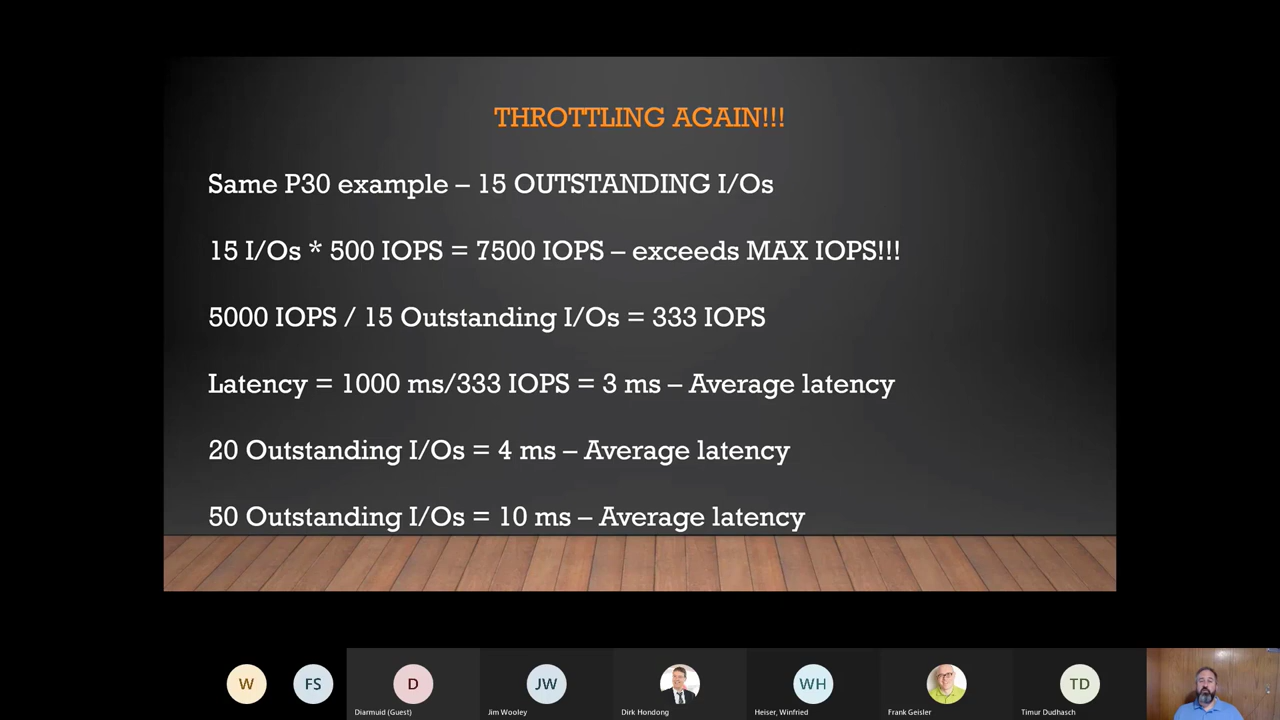 THROTTLING AGAIN!!!
Same P30 example – 15 OUTSTANDING I/Os
15 I/Os * 500 IOPS = 7500 IOPS – exceeds MAX IOPS!!!
5000 IOPS / 15 Outstanding I/Os = 333 IOPS
Latency = 1000 ms/333 IOPS = 3 ms – Average latency
20 Outstanding I/Os = 4 ms – Average latency
50 Outstanding I/Os = 10 ms – Average latency
W FS D JW WH TD
Diarmuid (Guest) Jim Wooley Dirk Hondong Heiser, Winfried Frank Geisler Timur Dudhasch